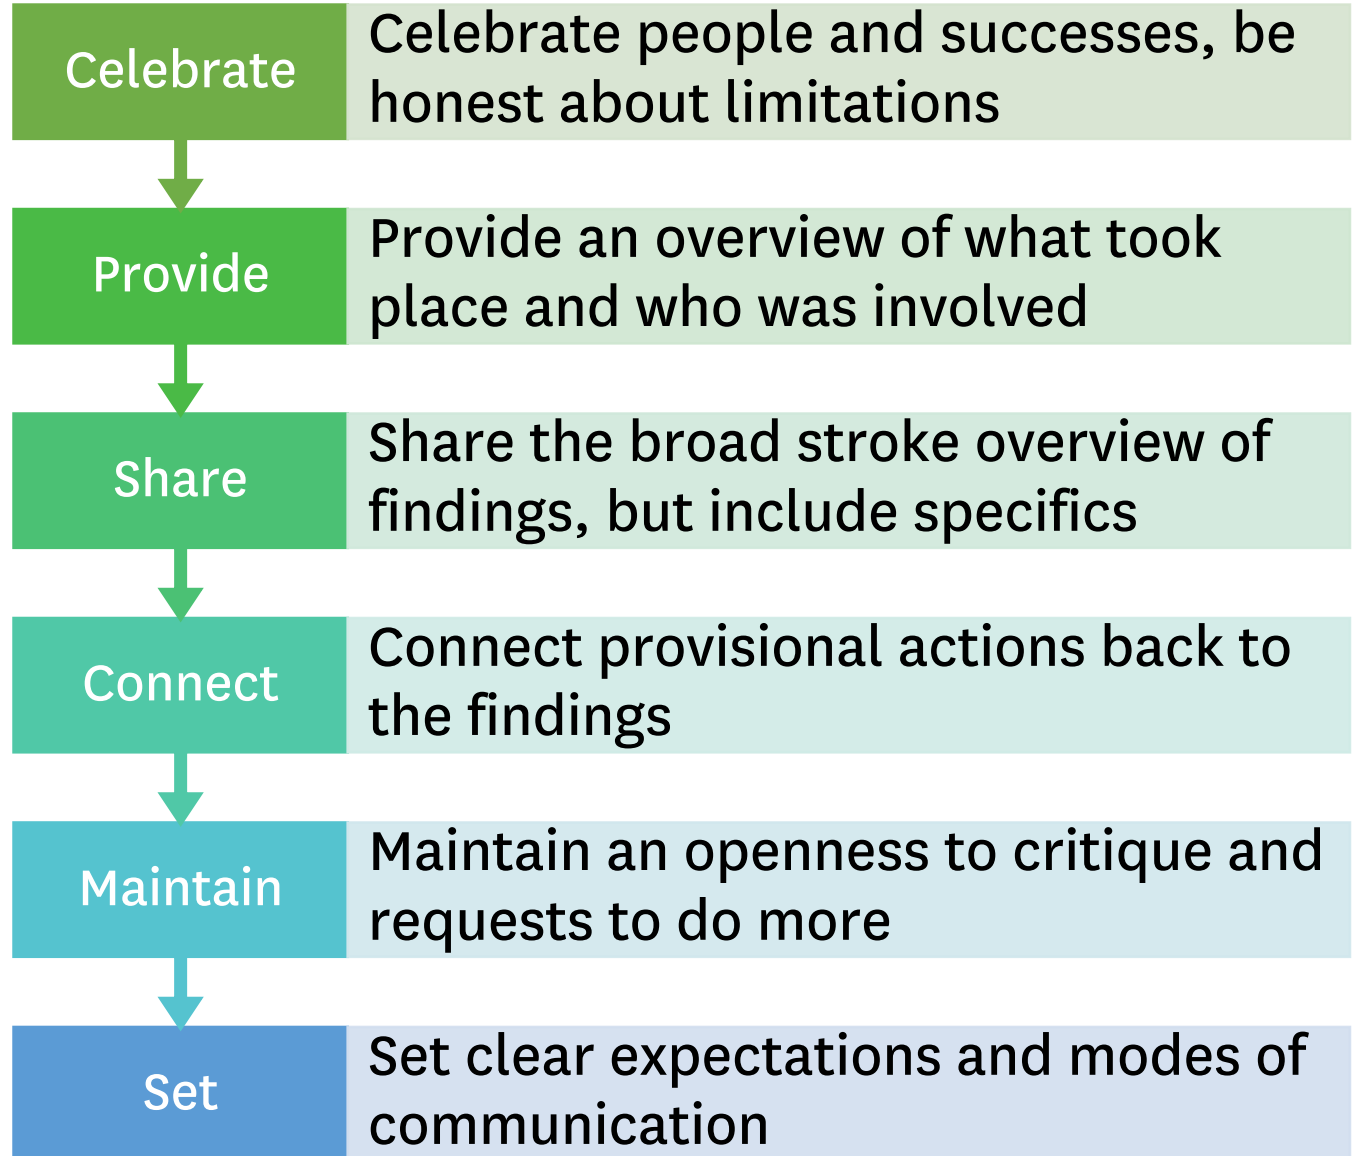 Celebrate
Celebrate people and successes, be
honest about limitations
Provide
Provide an overview of what took
place and who was involved
Share
Share the broad stroke overview of
findings, but include specifics
Connect
Connect provisional actions back to
the findings
Maintain
Maintain an openness to critique and
requests to do more
Set
Set clear expectations and modes of
communication